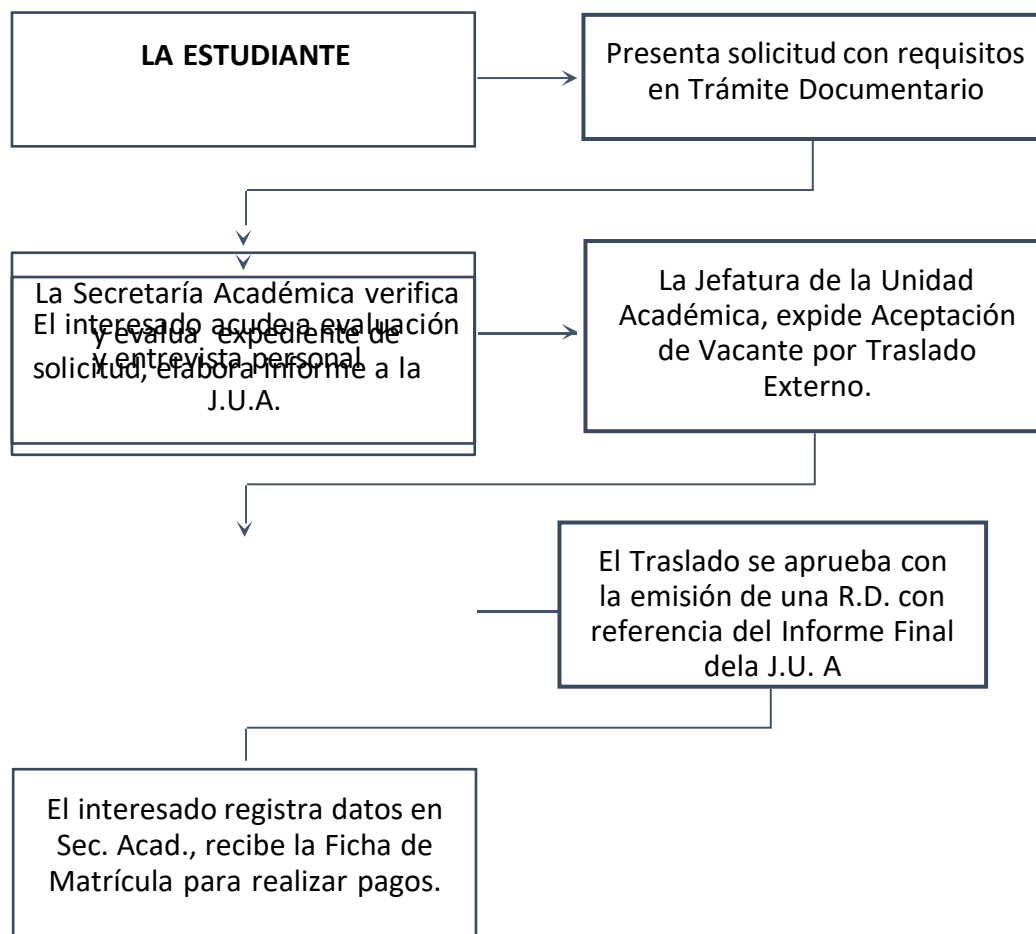 LA ESTUDIANTE
Presenta solicitud con requisitos
en Trámite Documentario
La Secretaría Académica verifica
y evalua expediente de
solicitud, elabora informe a la
J.U.A.
El interesado acude a evaluación
y entrevista personal
La Jefatura de la Unidad
Académica, expide Aceptación
de Vacante por Traslado
Externo.
El Traslado se aprueba con
la emisión de una R.D. con
referencia del Informe Final
dela J.U. A
El interesado registra datos en
Sec. Acad., recibe la Ficha de
Matrícula para realizar pagos.